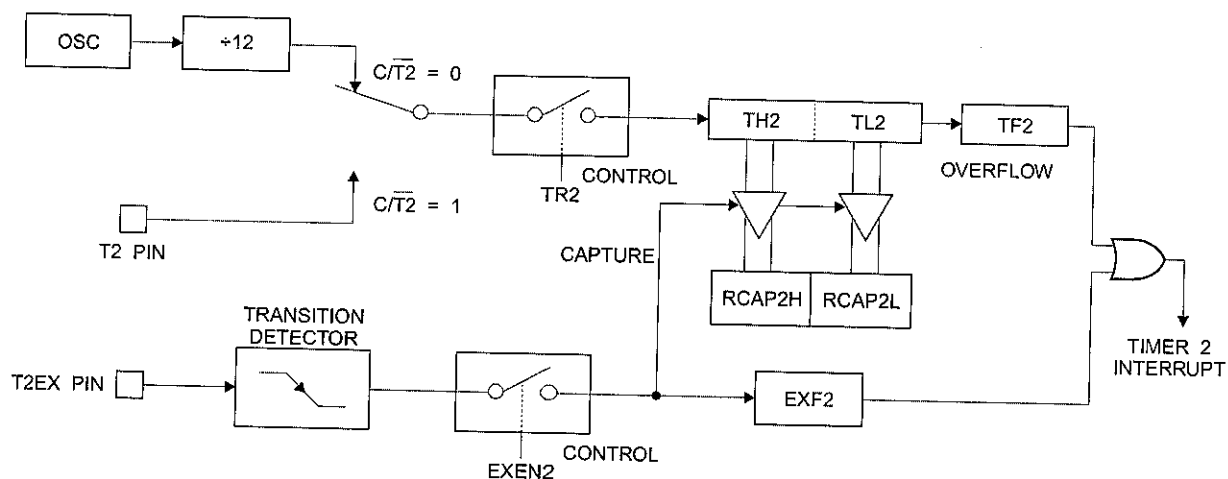 OSC
÷12
C/T2̅ = 0
TH2
TL2
TF2
OVERFLOW
TR2
CONTROL
C/T2̅ = 1
T2 PIN
CAPTURE
RCAP2H
RCAP2L
TRANSITION
DETECTOR
TIMER 2
INTERRUPT
T2EX PIN
EXF2
EXEN2
CONTROL